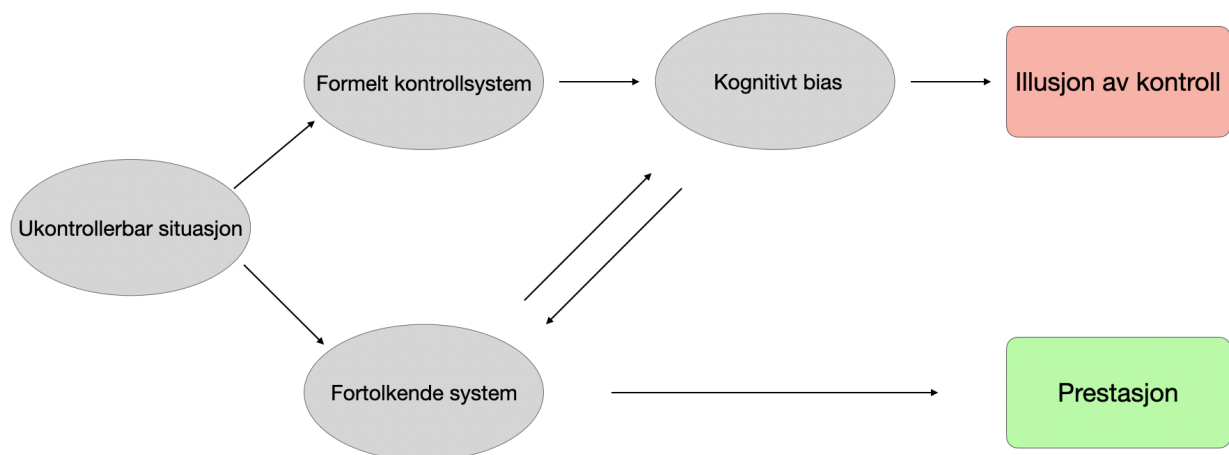 Formelt kontrollsystem
Kognitivt bias
Illusjon av kontroll
Ukontrollerbar situasjon
Fortolkende system
Prestasjon